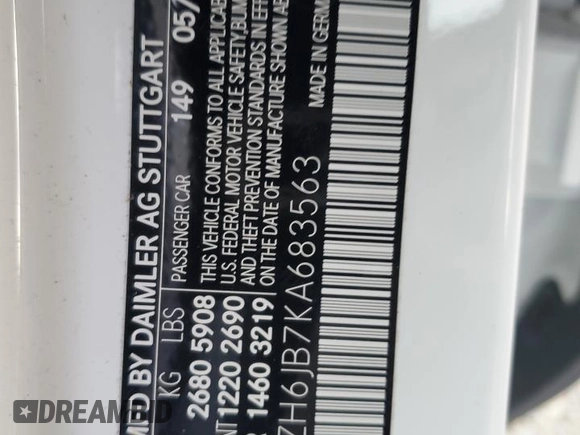 BY DAIMLER AG STUTTGART
KG LBS PASSENGER CAR 149 05/
2680 5908 THIS VEHICLE CONFORMS TO ALL
U.S. FEDERAL MOTOR VEHICLE SAFETY,
1220 2690 AND THEFT PREVENTION STANDARDS IN
1460 3219 ON THE DATE OF MANUFACTURE SHOWN
ZH6JB7KA683563 MADE IN
DREAMBID